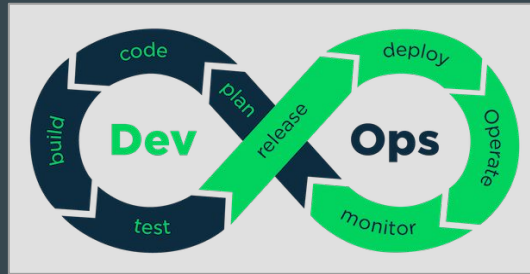 code
deploy
plan
build
Dev
release
Ops
Operate
test
monitor